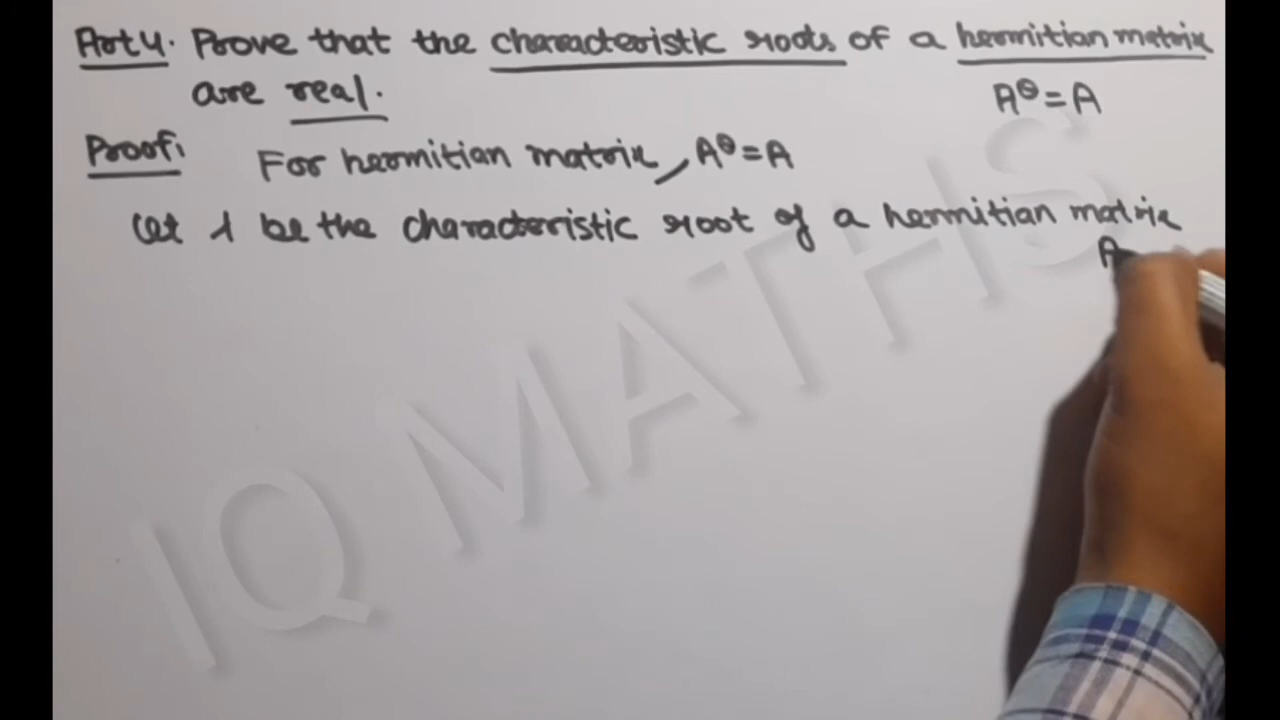 Art 4. Prove that the characteristic roots of a hermitian matrix
are real.
A^Θ = A
Proof: For hermitian matrix, A^Θ = A
Let λ be the characteristic root of a hermitian matrix
A
IQ MATHS